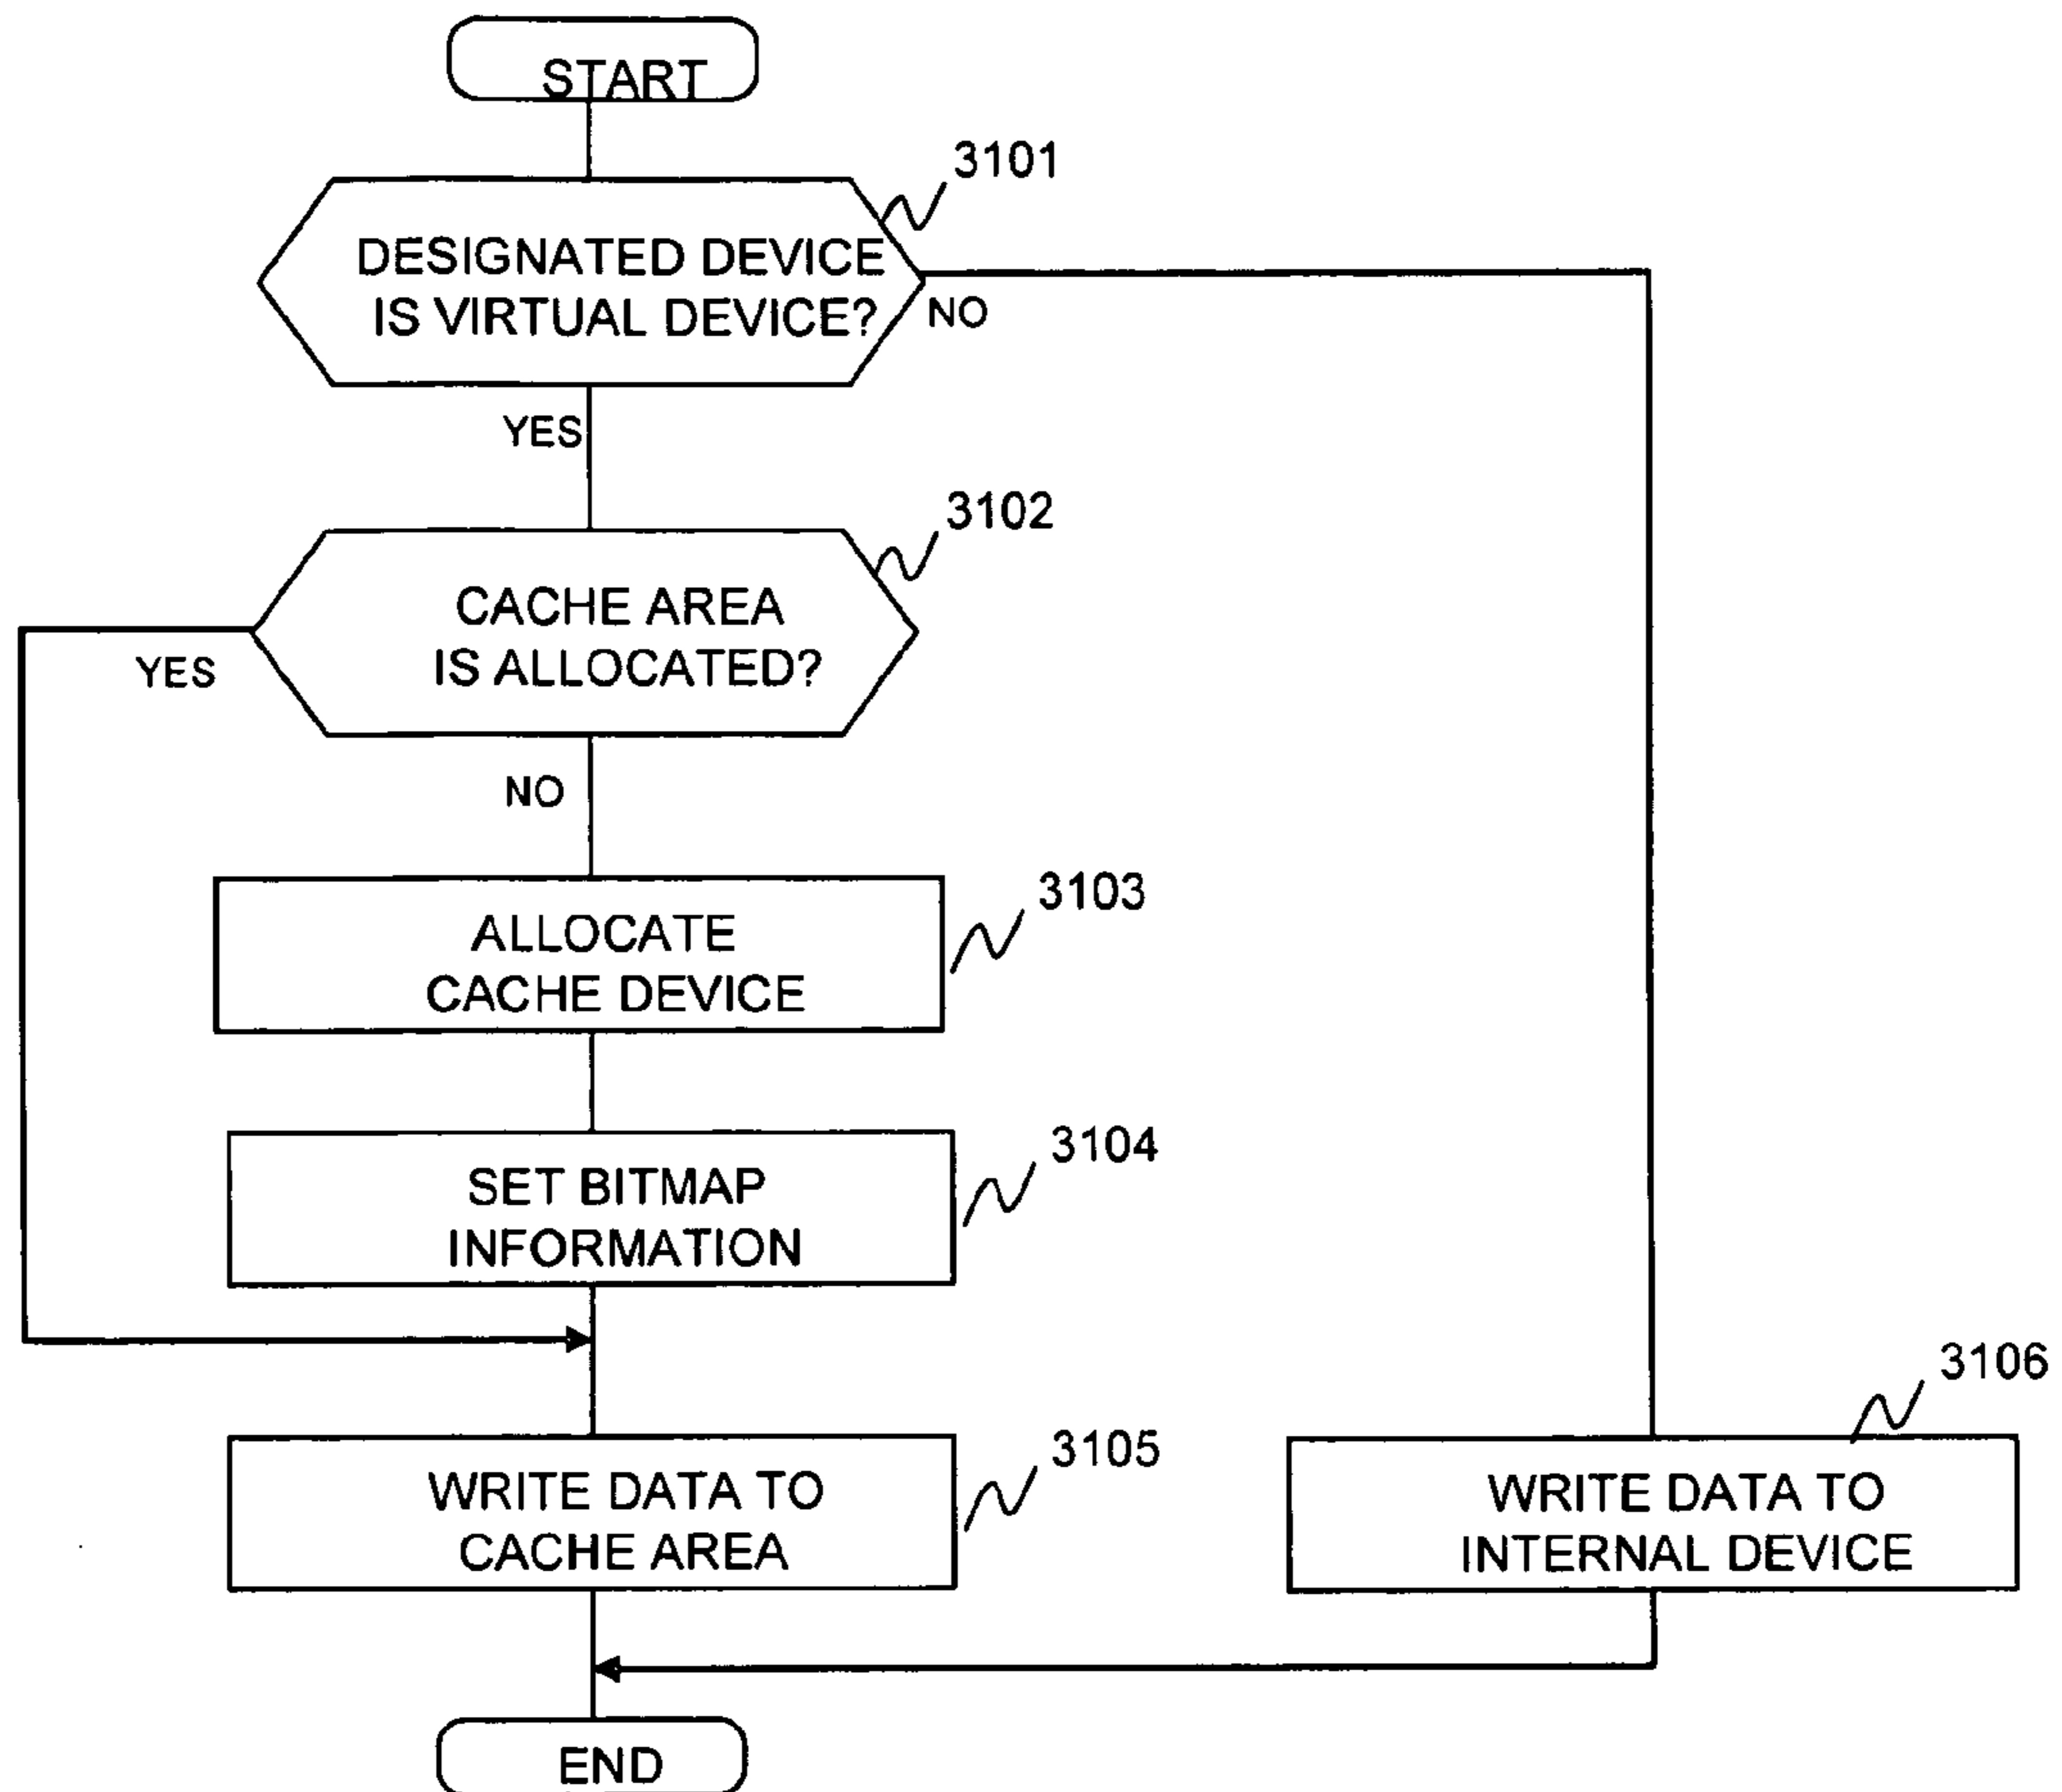 START
3101
DESIGNATED DEVICE
IS VIRTUAL DEVICE?
NO
YES
3102
CACHE AREA
IS ALLOCATED?
YES
NO
3103
ALLOCATE
CACHE DEVICE
3104
SET BITMAP
INFORMATION
3105
WRITE DATA TO
CACHE AREA
3106
WRITE DATA TO
INTERNAL DEVICE
END